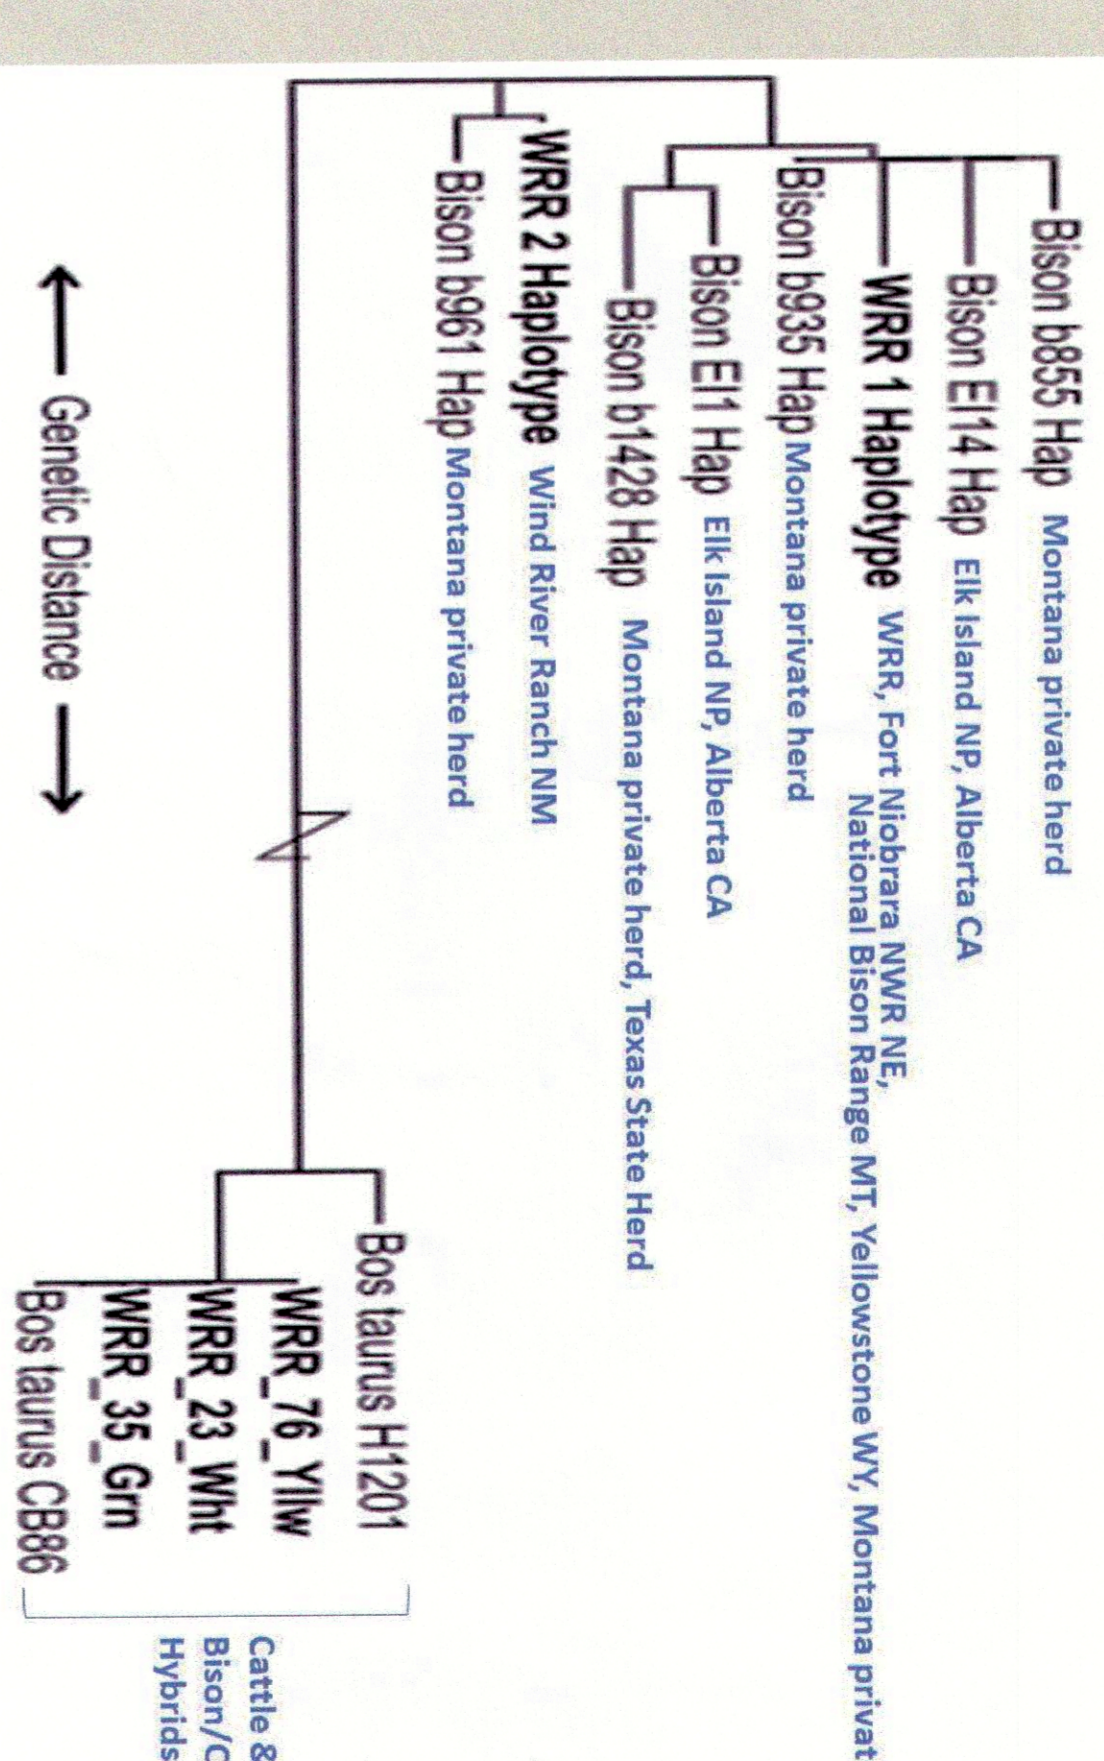 Bison b855 Hap Montana private herd
Bison EI14 Hap Elk Island NP, Alberta CA
WRR 1 Haplotype WRR, Fort Niobrara NWR NE,
National Bison Range MT, Yellowstone WY, Montana privat
Bison b935 Hap Montana private herd
Bison EI1 Hap Elk Island NP, Alberta CA
Bison b1428 Hap Montana private herd, Texas State Herd
WRR 2 Haplotype Wind River Ranch NM
Bison b961 Hap Montana private herd
Bos taurus H1201
WRR_76_Yllw
WRR_23_Wht
WRR_35_Grn
Bos taurus CB86
Cattle &
Bison/C
Hybrids
Genetic Distance